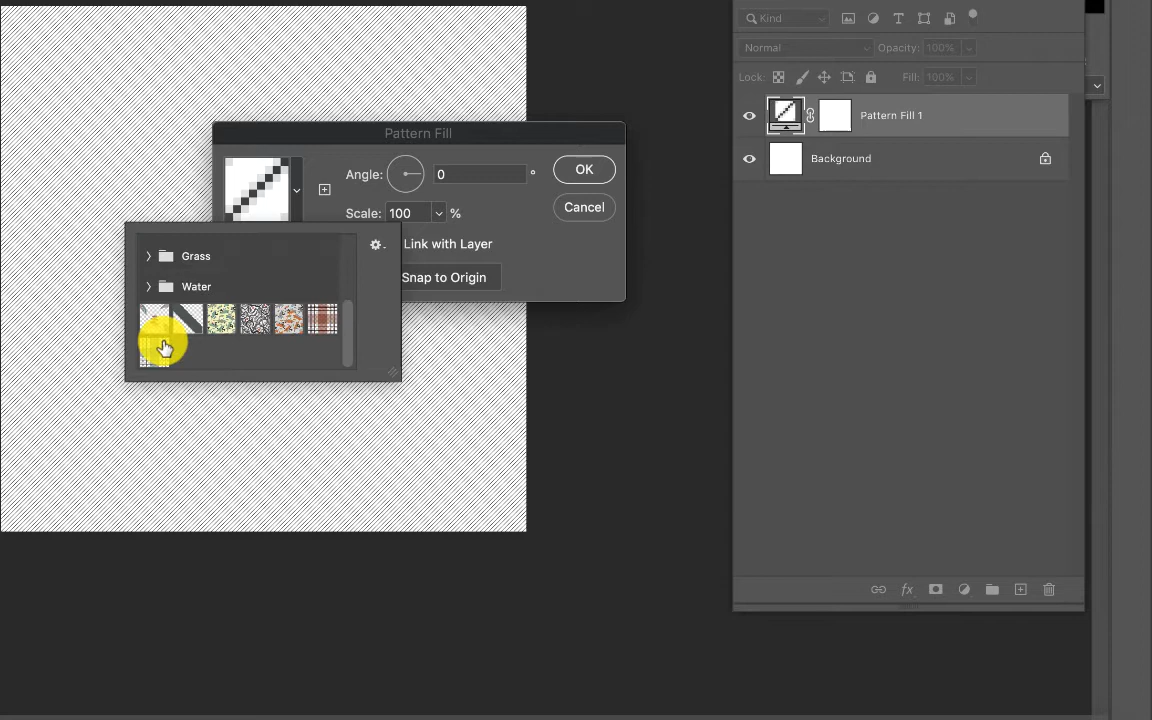 Kind
Normal
Opacity: 100%
Lock:
Fill: 100%
Pattern Fill 1
Background
Pattern Fill
Angle: 0 °
OK
Scale: 100 %
Cancel
Link with Layer
Snap to Origin
Grass
Water
fx